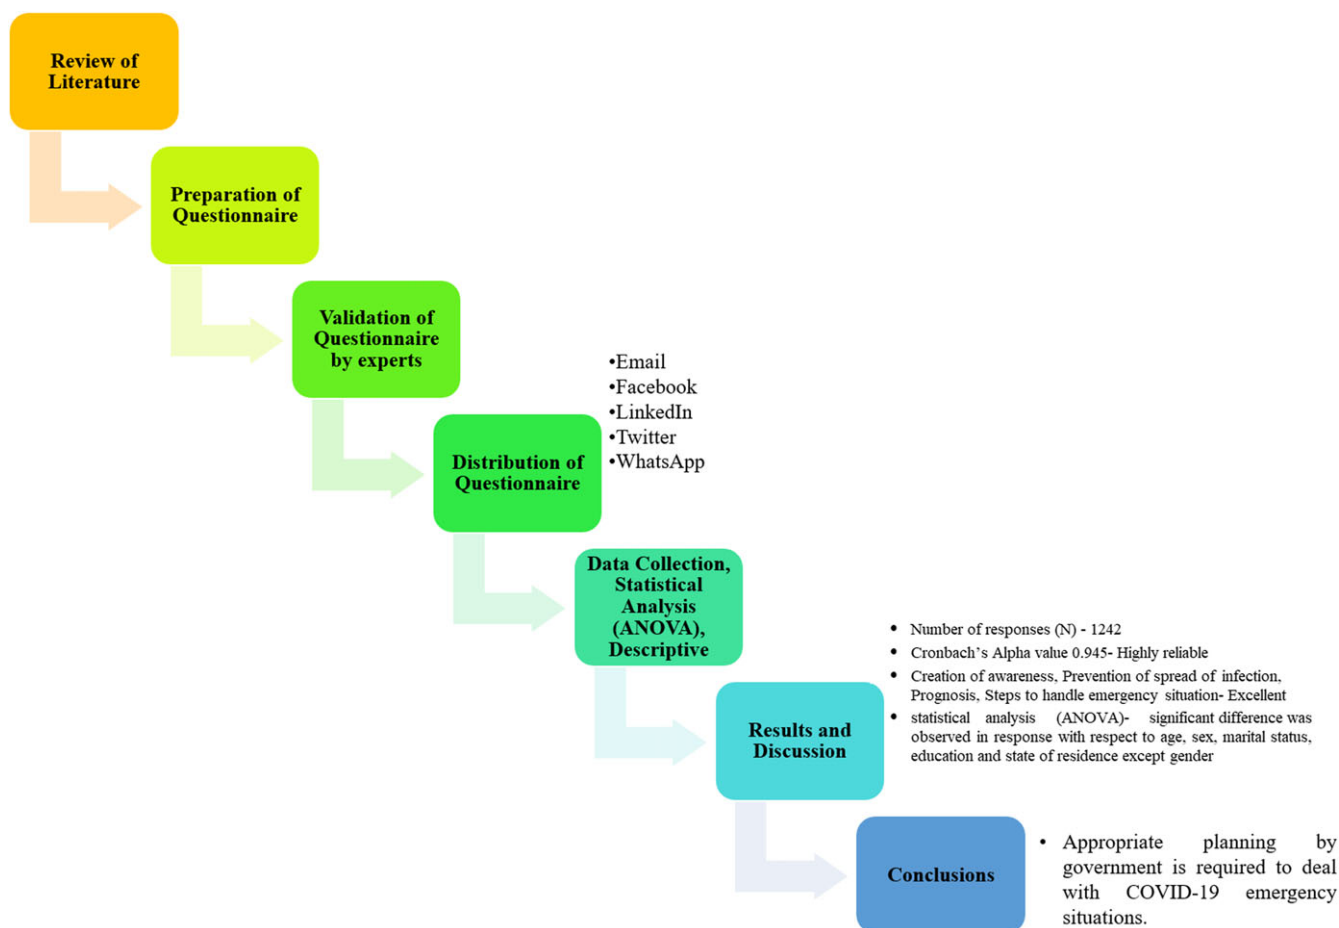 Review of
Literature
Preparation of
Questionnaire
Validation of
Questionnaire
by experts
Distribution of
Questionnaire
•Email
•Facebook
•LinkedIn
•Twitter
•WhatsApp
Data Collection,
Statistical
Analysis
(ANOVA),
Descriptive
Results and
Discussion
• Number of responses (N) - 1242
• Cronbach's Alpha value 0.945- Highly reliable
• Creation of awareness, Prevention of spread of infection,
Prognosis, Steps to handle emergency situation- Excellent
• statistical analysis (ANOVA)- significant difference was
observed in response with respect to age, sex, marital status,
education and state of residence except gender
Conclusions
• Appropriate planning by
government is required to deal
with COVID-19 emergency
situations.